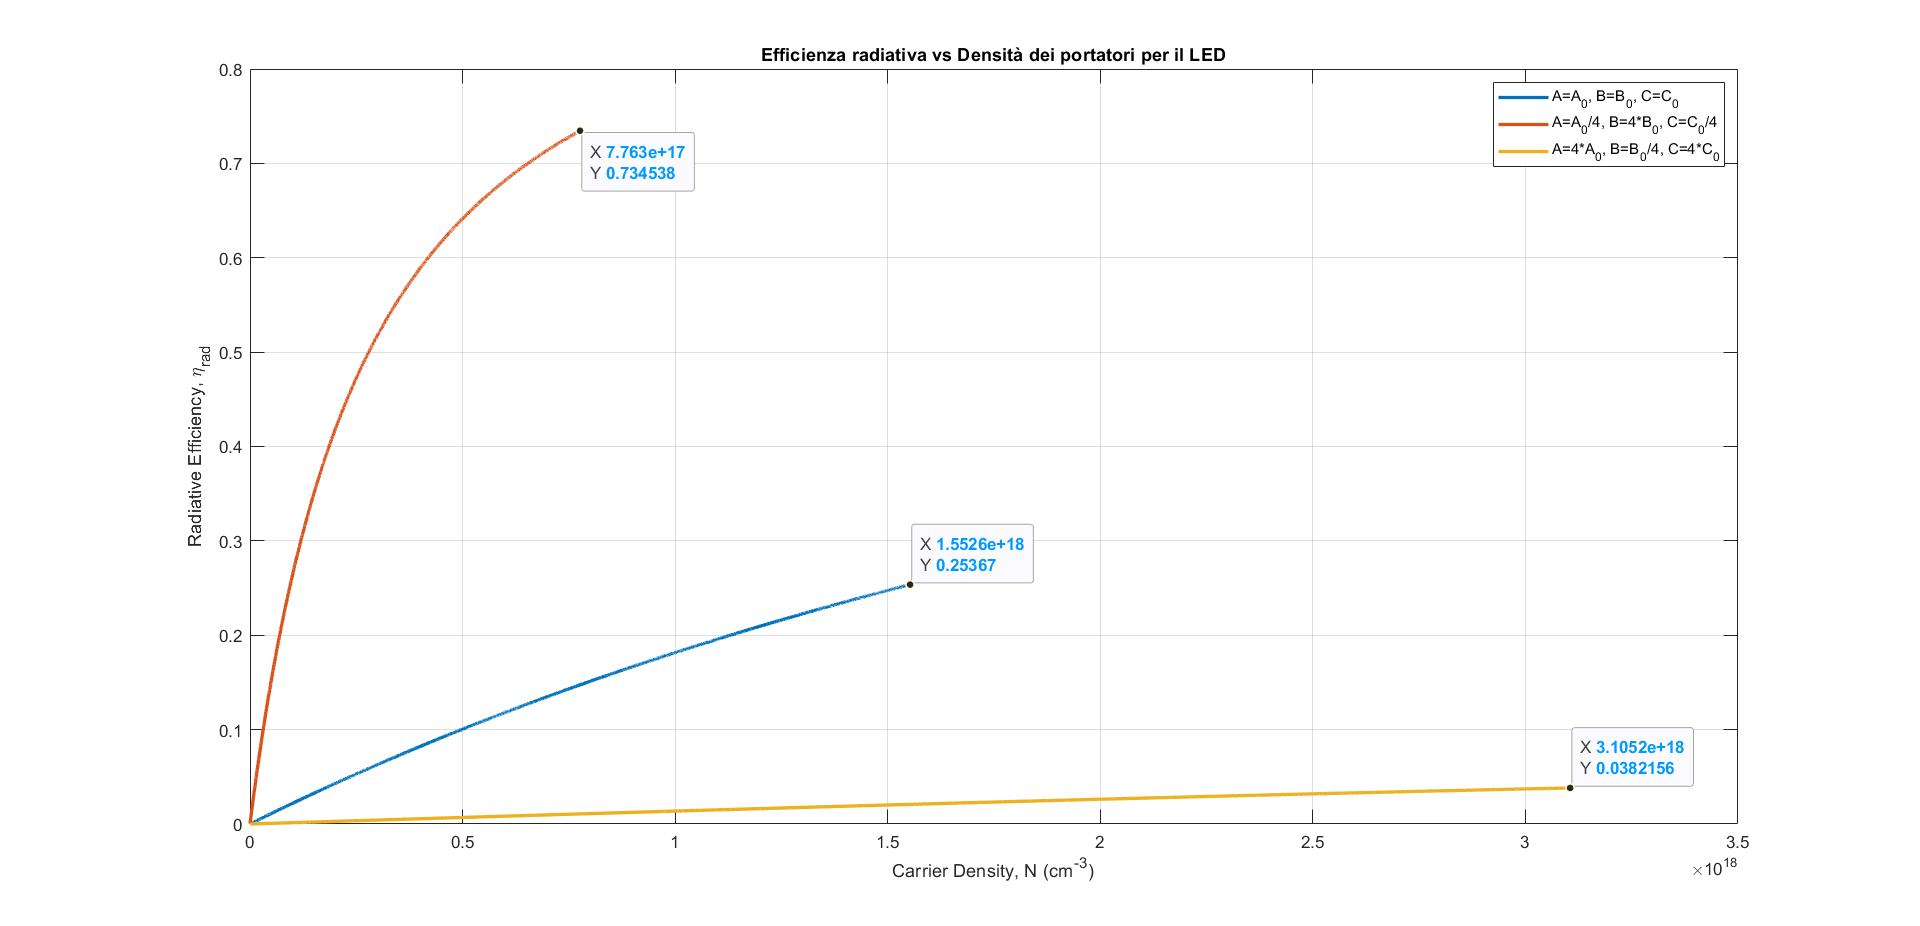 Efficienza radiativa vs Densità dei portatori per il LED
A=A₀, B=B₀, C=C₀
A=A₀/4, B=4*B₀, C=C₀/4
A=4*A₀, B=B₀/4, C=4*C₀
X 7.763e+17
Y 0.734538
X 1.5526e+18
Y 0.25367
X 3.1052e+18
Y 0.0382156
Radiative Efficiency, η_rad
0.8
0.7
0.6
0.5
0.4
0.3
0.2
0.1
0
0 0.5 1 1.5 2 2.5 3 3.5
×10¹⁸
Carrier Density, N (cm⁻³)